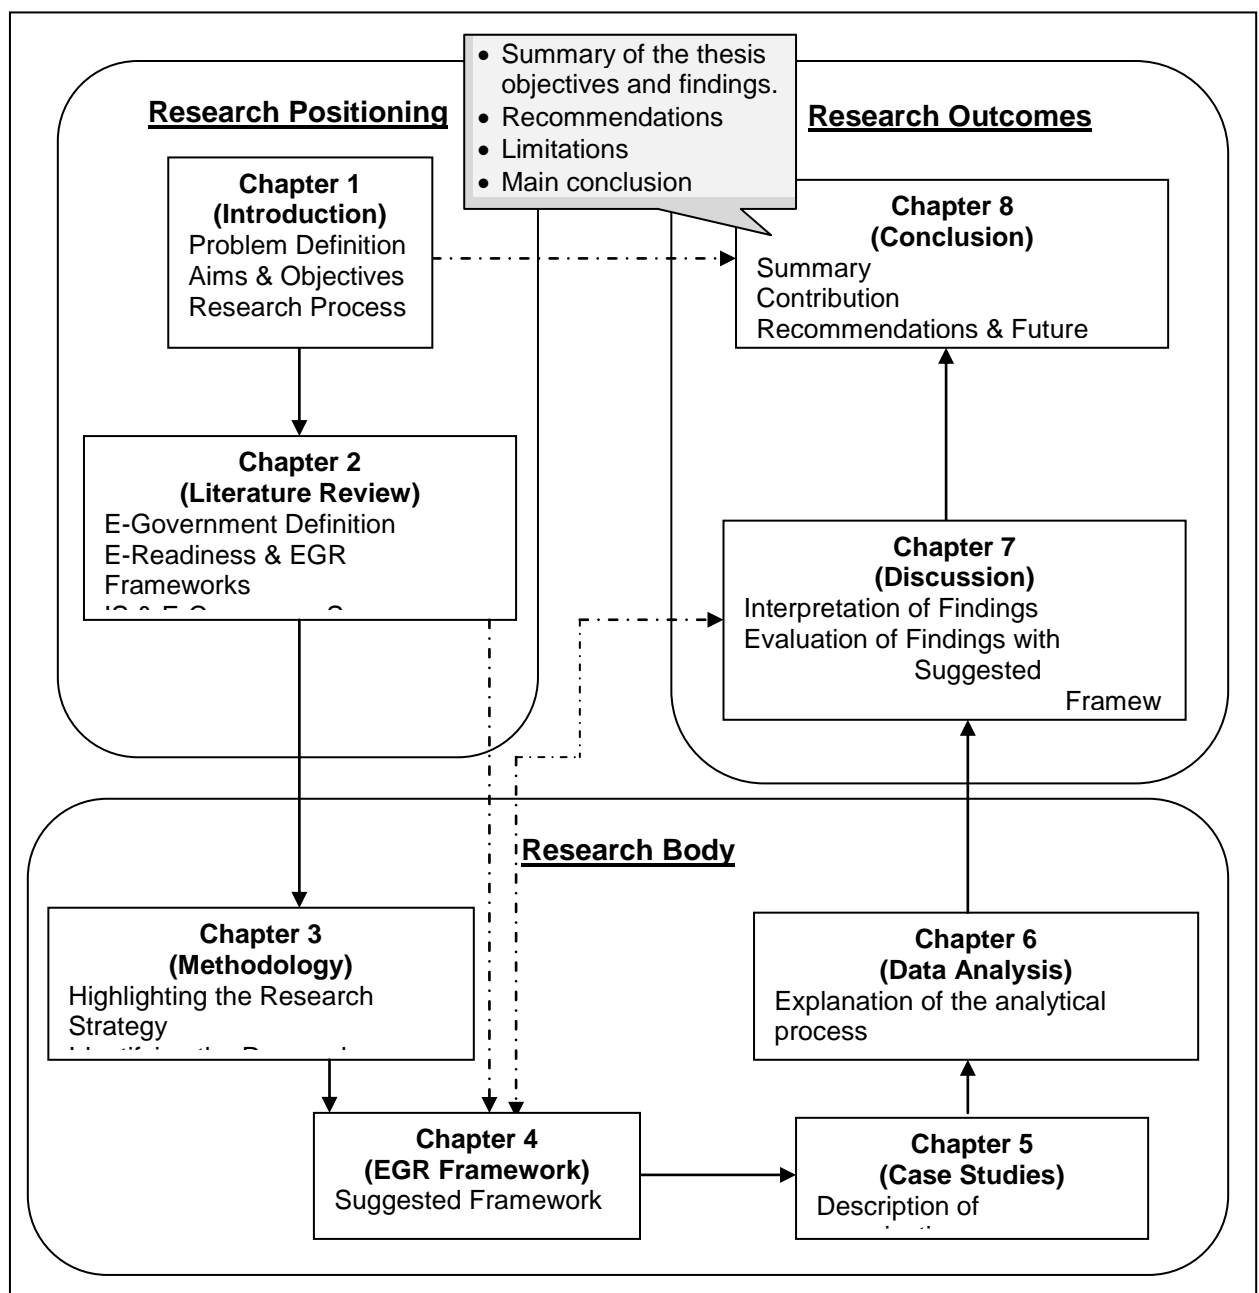 • Summary of the thesis
objectives and findings.
• Recommendations
• Limitations
• Main conclusion
Research Positioning
Chapter 1
(Introduction)
Problem Definition
Aims & Objectives
Research Process
Chapter 2
(Literature Review)
E-Government Definition
E-Readiness & EGR
Frameworks
Research Outcomes
Chapter 8
(Conclusion)
Summary
Contribution
Recommendations & Future
Chapter 7
(Discussion)
Interpretation of Findings
Evaluation of Findings with
Suggested
Framew
Research Body
Chapter 3
(Methodology)
Highlighting the Research
Strategy
Chapter 4
(EGR Framework)
Suggested Framework
Chapter 5
(Case Studies)
Description of
Chapter 6
(Data Analysis)
Explanation of the analytical
process